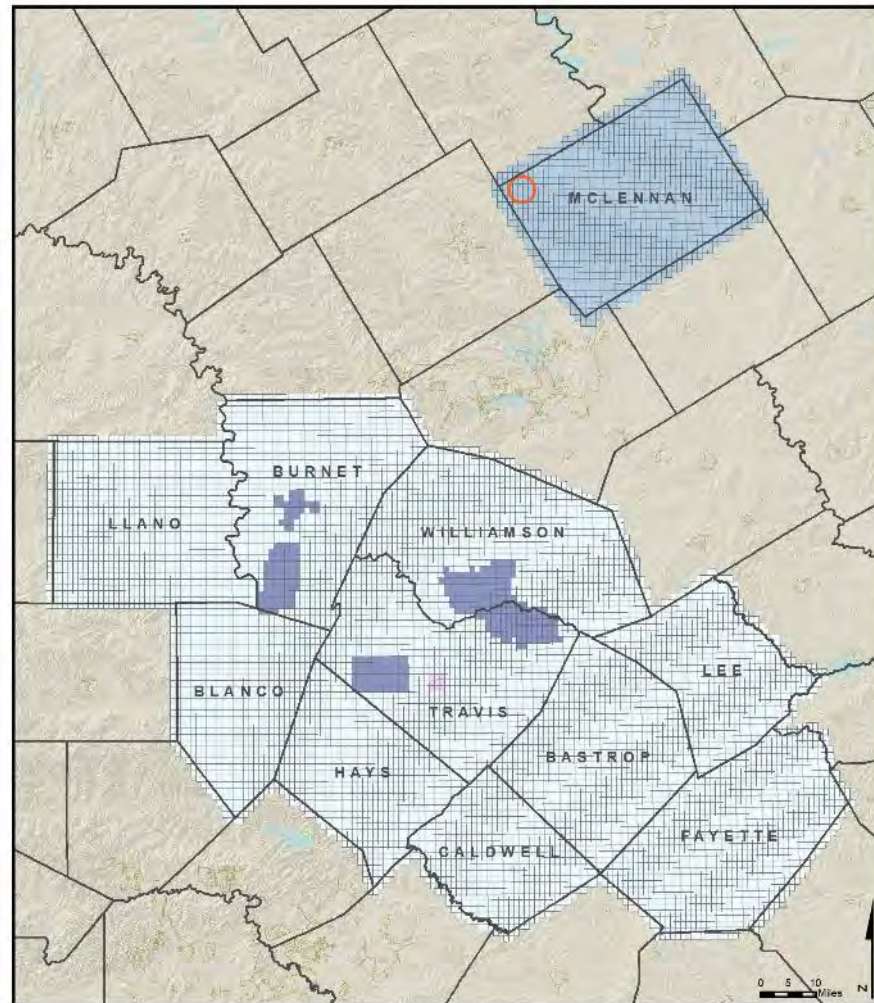 MCLENNAN
BURNET
LLANO
WILLIAMSON
LEE
BLANCO
TRAVIS
BASTROP
HAYS
FAYETTE
CALDWELL
0 5 10
Miles
N